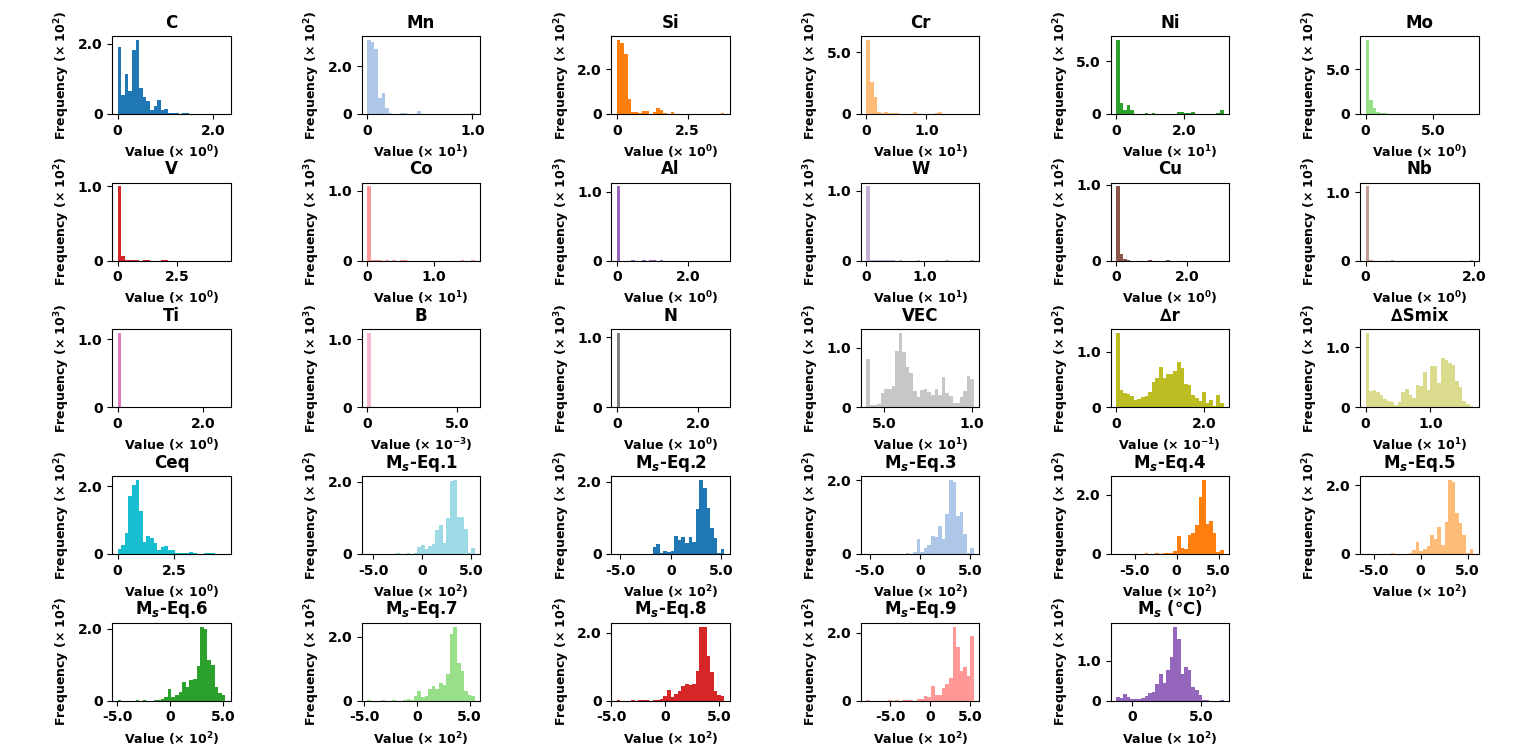 C Mn Si Cr Ni Mo
Frequency (× 10²) 2.0 0 Frequency (× 10²) 2.0 0 Frequency (× 10²) 2.0 0 Frequency (× 10²) 5.0 0 Frequency (× 10²) 5.0 0 Frequency (× 10²) 5.0 0
0 2.0 0 1.0 0 2.5 0 1.0 0 2.0 0 5.0
Value (× 10⁰) Value (× 10¹) Value (× 10⁰) Value (× 10¹) Value (× 10¹) Value (× 10⁰)
V Co Al W Cu Nb
Frequency (× 10²) 1.0 0 Frequency (× 10³) 1.0 0 Frequency (× 10³) 1.0 0 Frequency (× 10³) 1.0 0 Frequency (× 10²) 1.0 0 Frequency (× 10³) 1.0 0
0 2.5 0 1.0 0 2.0 0 1.0 0 2.0 0 2.0
Value (× 10⁰) Value (× 10¹) Value (× 10⁰) Value (× 10¹) Value (× 10⁰) Value (× 10⁰)
Ti B N VEC Δr ΔSmix
Frequency (× 10³) 1.0 0 Frequency (× 10³) 1.0 0 Frequency (× 10³) 1.0 0 Frequency (× 10²) 1.0 0 Frequency (× 10²) 1.0 0 Frequency (× 10²) 1.0 0
0 2.0 0 5.0 0 2.0 5.0 1.0 0 2.0 0 1.0
Value (× 10⁰) Value (× 10⁻³) Value (× 10⁰) Value (× 10¹) Value (× 10⁻¹) Value (× 10¹)
Ceq Mₛ-Eq.1 Mₛ-Eq.2 Mₛ-Eq.3 Mₛ-Eq.4 Mₛ-Eq.5
Frequency (× 10²) 2.0 0 Frequency (× 10²) 2.0 0 Frequency (× 10²) 2.0 0 Frequency (× 10²) 2.0 0 Frequency (× 10²) 2.0 0 Frequency (× 10²) 2.0 0
0 2.5 -5.0 0 5.0 -5.0 0 5.0 -5.0 0 5.0 -5.0 0 5.0 -5.0 0 5.0
Value (× 10⁰) Value (× 10²) Value (× 10²) Value (× 10²) Value (× 10²) Value (× 10²)
Mₛ-Eq.6 Mₛ-Eq.7 Mₛ-Eq.8 Mₛ-Eq.9 Mₛ (°C)
Frequency (× 10²) 2.0 0 Frequency (× 10²) 2.0 0 Frequency (× 10²) 2.0 0 Frequency (× 10²) 2.0 0 Frequency (× 10²) 1.0 0
-5.0 0 5.0 -5.0 0 5.0 -5.0 0 5.0 -5.0 0 5.0 0 5.0
Value (× 10²) Value (× 10²) Value (× 10²) Value (× 10²) Value (× 10²)